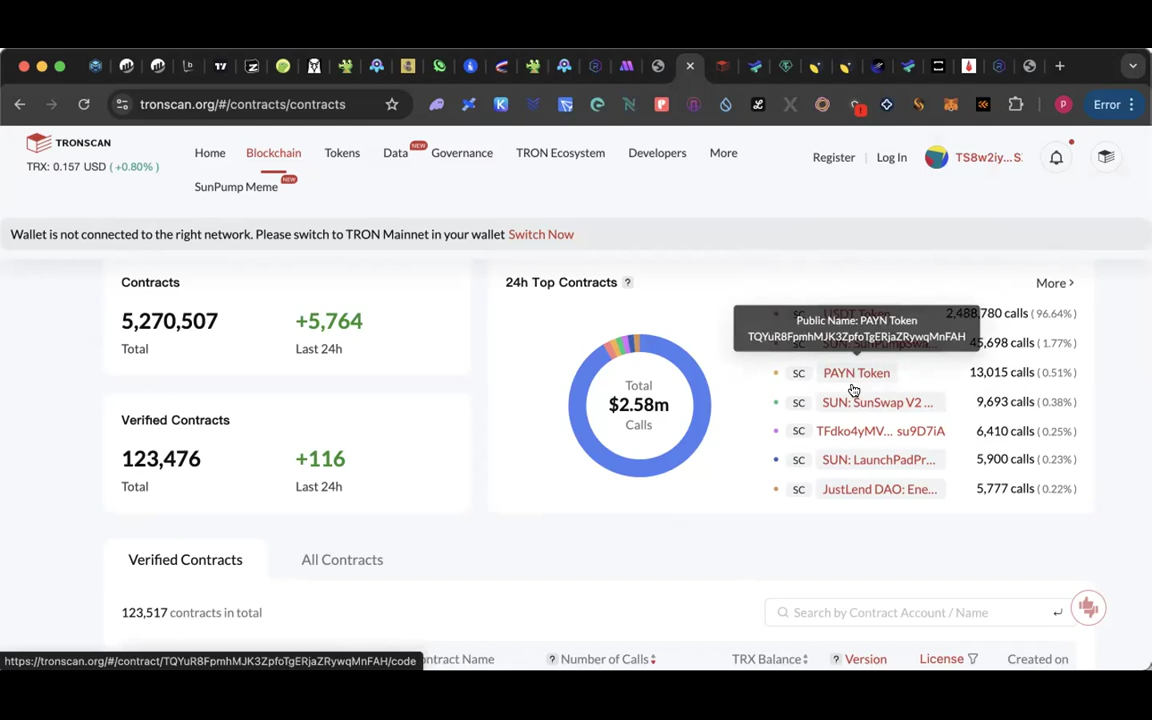 tronscan.org/#/contracts/contracts
Error
TRONSCAN
TRX: 0.157 USD ( +0.80% )
Home
Blockchain
Tokens
Data
NEW
Governance
TRON Ecosystem
Developers
More
SunPump Meme
NEW
Register
Log In
TS8w2iy...S
Wallet is not connected to the right network. Please switch to TRON Mainnet in your wallet Switch Now
Contracts
5,270,507
+5,764
Total
Last 24h
Verified Contracts
123,476
+116
Total
Last 24h
24h Top Contracts ?
More >
Total
$2.58m
Calls
Public Name: PAYN Token
TQYuR8FpmhMJK3ZpfoTgERjaZRywqMnFAH
SC USDT Token 2,488,780 calls ( 96.64% )
SC SUN: SunPumpSwa... 45,698 calls ( 1.77% )
SC PAYN Token 13,015 calls ( 0.51% )
SC SUN: SunSwap V2 ... 9,693 calls ( 0.38% )
SC TFdko4yMV... su9D7iA 6,410 calls ( 0.25% )
SC SUN: LaunchPadPr... 5,900 calls ( 0.23% )
SC JustLend DAO: Ene... 5,777 calls ( 0.22% )
Verified Contracts
All Contracts
123,517 contracts in total
Search by Contract Account / Name
https://tronscan.org/#/contract/TQYuR8FpmhMJK3ZpfoTgERjaZRywqMnFAH/code
ntract Name
? Number of Calls
TRX Balance
? Version
License
Created on